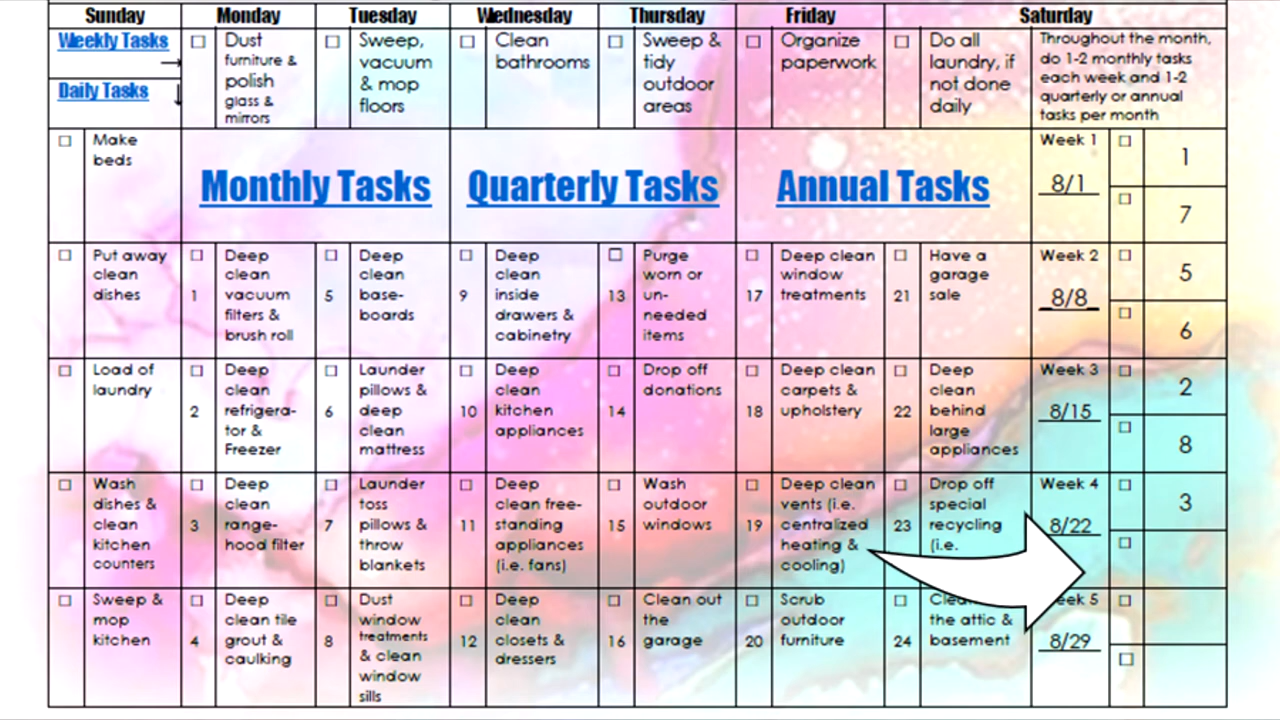 Sunday Monday Tuesday Wednesday Thursday Friday Saturday
Weekly Tasks
Daily Tasks
Dust
furniture &
polish
glass &
mirrors
Sweep,
vacuum
& mop
floors
Clean
bathrooms
Sweep &
tidy
outdoor
areas
Organize
paperwork
Do all
laundry, if
not done
daily
Throughout the month,
do 1-2 monthly tasks
each week and 1-2
quarterly or annual
tasks per month
Make
beds
Monthly Tasks
Quarterly Tasks
Annual Tasks
Week 1
8/1
1
7
Put away
clean
dishes
1
Deep
clean
vacuum
filters &
brush roll
5
Deep
clean
base-
boards
9
Deep
clean
inside
drawers &
cabinetry
13
Purge
worn or
un-
needed
items
17
Deep clean
window
treatments
21
Have a
garage
sale
Week 2
8/8
5
6
Load of
laundry
2
Deep
clean
refrigera-
tor &
Freezer
6
Launder
pillows &
deep
clean
mattress
10
Deep
clean
kitchen
appliances
14
Drop off
donations
18
Deep clean
carpets &
upholstery
22
Deep
clean
behind
large
appliances
Week 3
8/15
2
8
Wash
dishes &
clean
kitchen
counters
3
Deep
clean
range-
hood filter
7
Launder
toss
pillows &
throw
blankets
11
Deep
clean free-
standing
appliances
(i.e. fans)
15
Wash
outdoor
windows
19
Deep clean
vents (i.e.
centralized
heating &
cooling)
23
Drop off
special
recycling
(i.e.
Week 4
8/22
3
Sweep &
mop
kitchen
4
Deep
clean tile
grout &
caulking
8
Dust
window
treatments
& clean
window
sills
12
Deep
clean
closets &
dressers
16
Clean out
the
garage
20
Scrub
outdoor
furniture
24
the attic &
basement
5
8/29